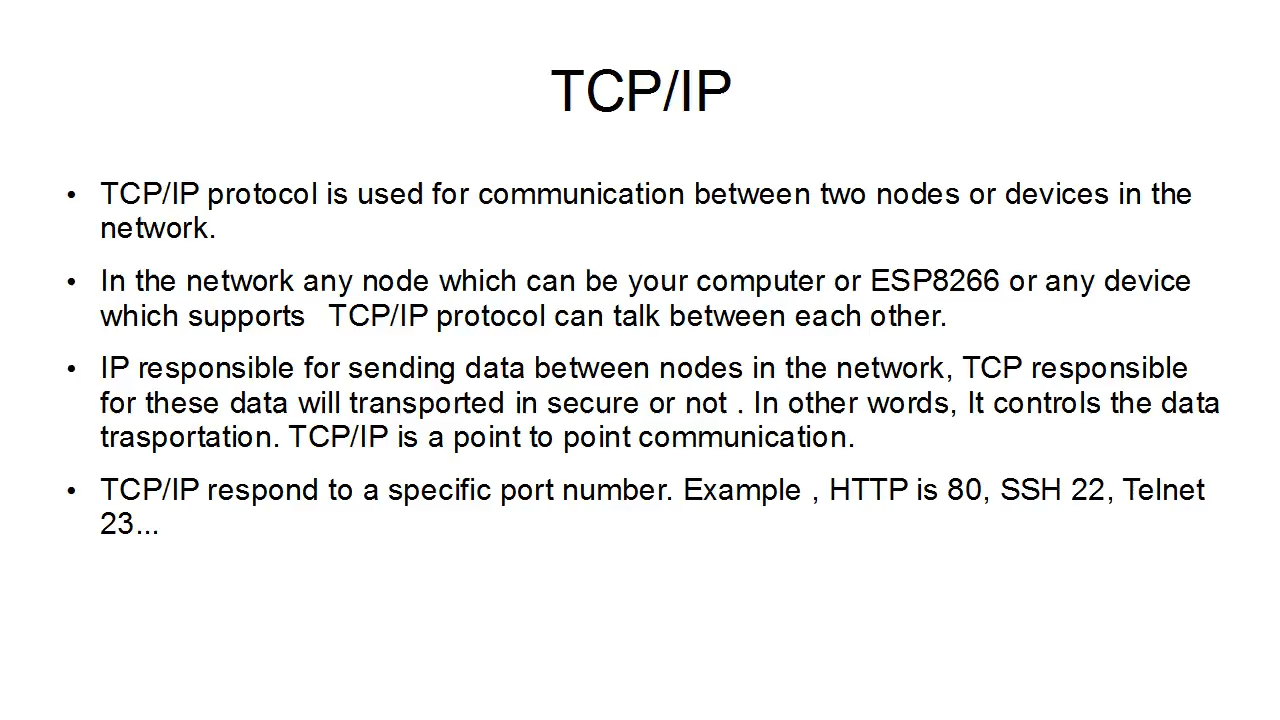 TCP/IP
• TCP/IP protocol is used for communication between two nodes or devices in the
network.
• In the network any node which can be your computer or ESP8266 or any device
which supports   TCP/IP protocol can talk between each other.
• IP responsible for sending data between nodes in the network, TCP responsible
for these data will transported in secure or not . In other words, It controls the data
trasportation. TCP/IP is a point to point communication.
• TCP/IP respond to a specific port number. Example , HTTP is 80, SSH 22, Telnet
23...